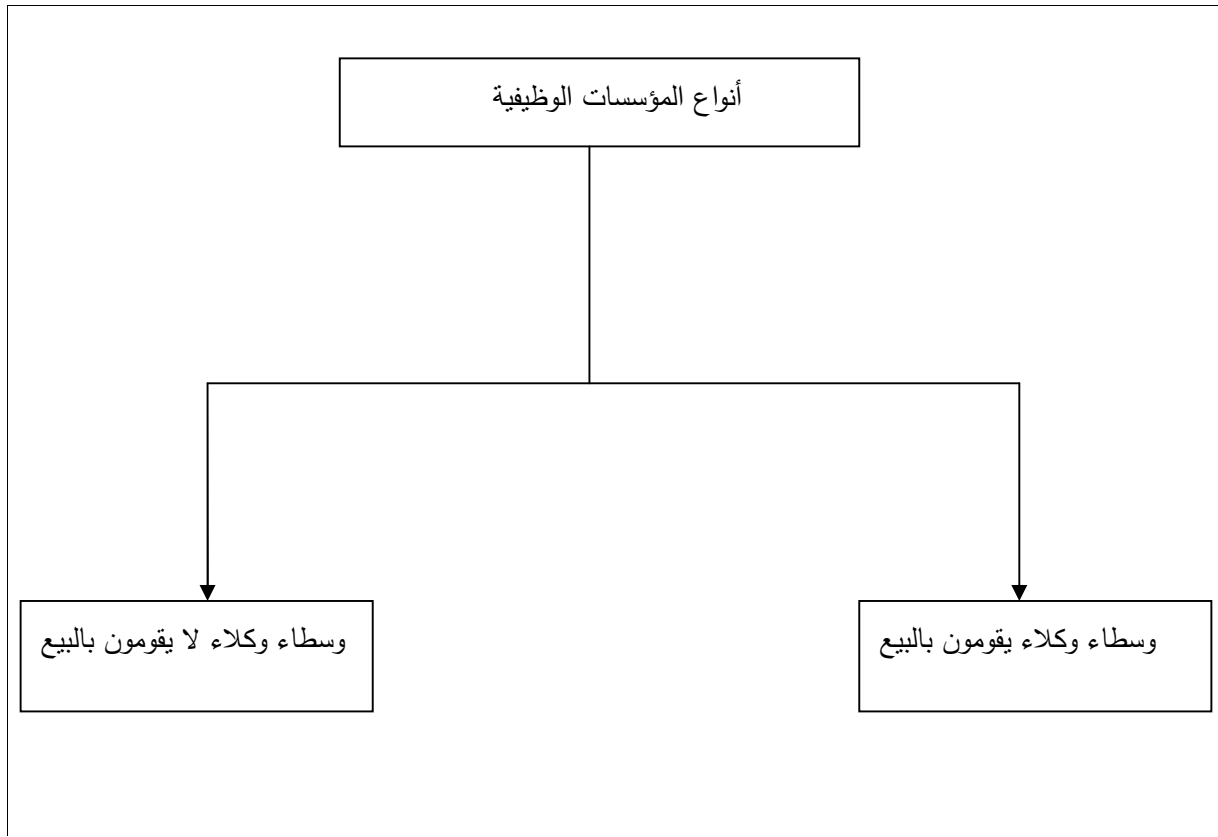 أنواع المؤسسات الوظيفية
وسطاء وكلاء يقومون بالبيع
وسطاء وكلاء لا يقومون بالبيع